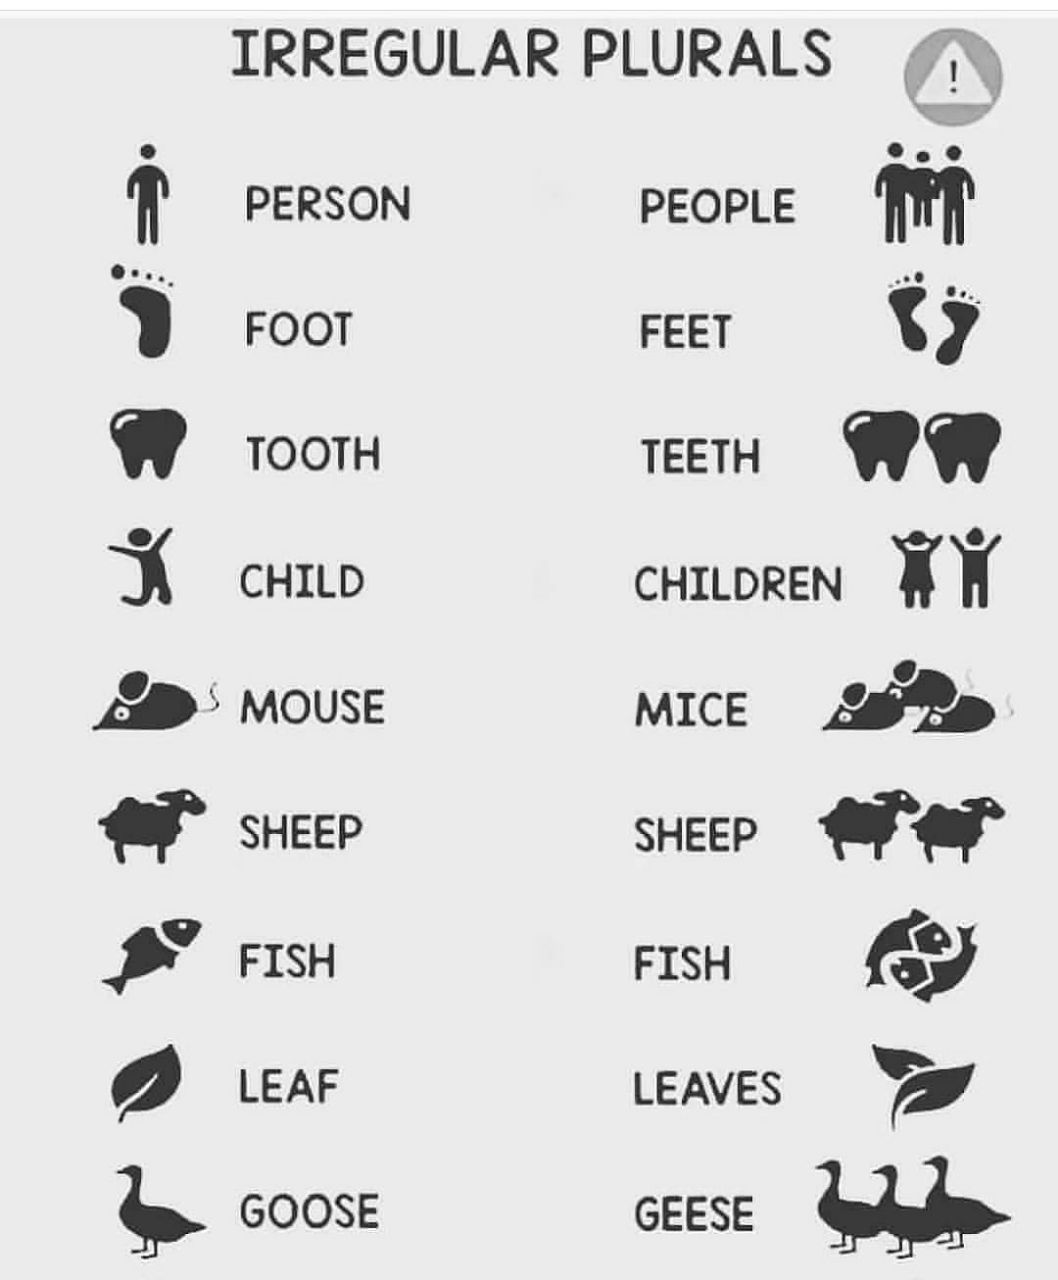 IRREGULAR PLURALS
!
PERSON PEOPLE
FOOT FEET
TOOTH TEETH
CHILD CHILDREN
MOUSE MICE
SHEEP SHEEP
FISH FISH
LEAF LEAVES
GOOSE GEESE